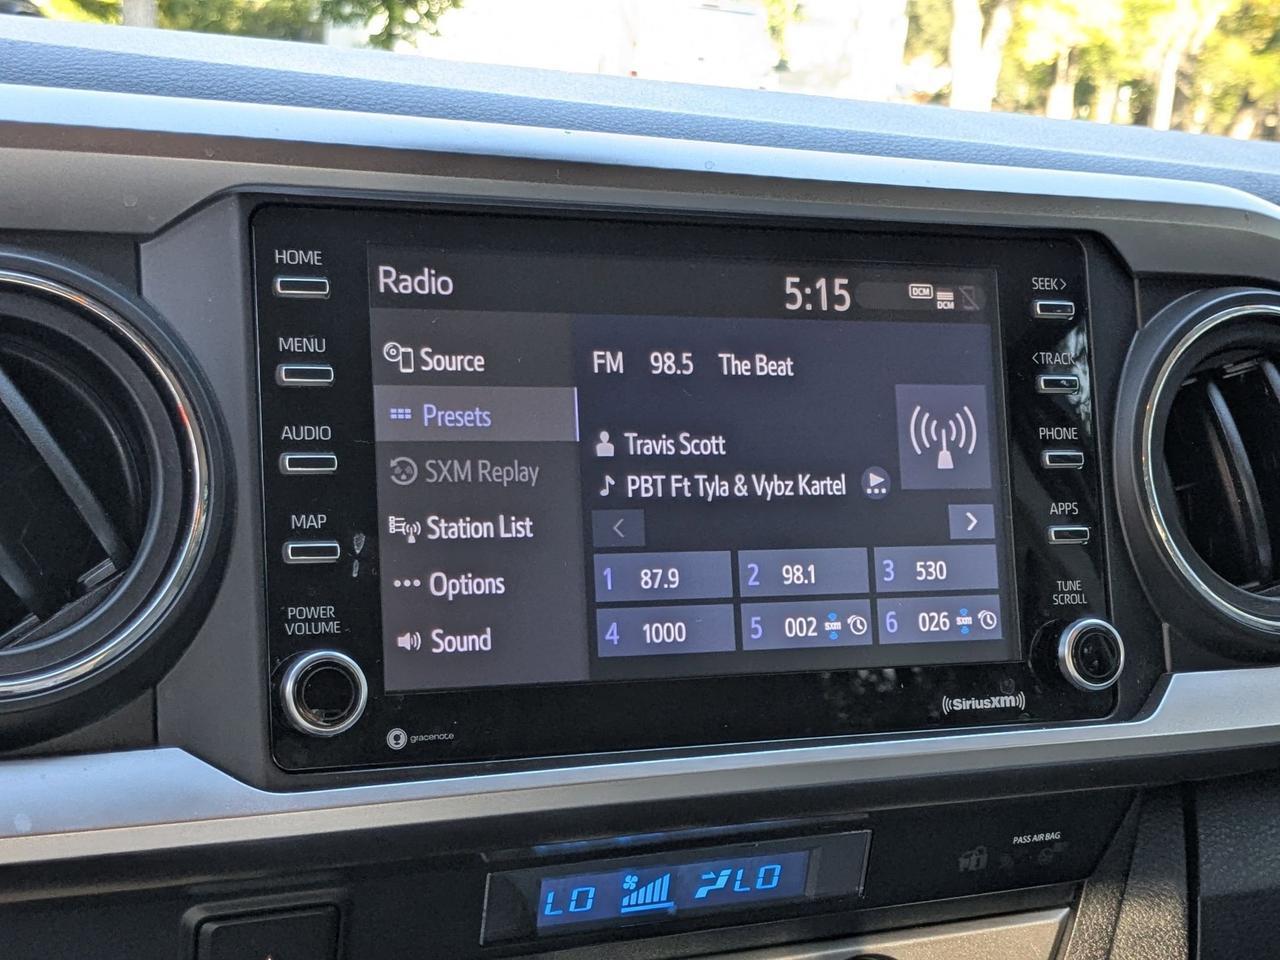 HOME
MENU
AUDIO
MAP
POWER
VOLUME
Radio
5:15
DCM
DCM
Source
Presets
SXM Replay
Station List
Options
Sound
FM 98.5 The Beat
Travis Scott
PBT Ft Tyla & Vybz Kartel
<
>
1 87.9
2 98.1
3 530
4 1000
5 002 sxm
6 026 sxm
SEEK>
<TRACK
PHONE
APPS
TUNE
SCROLL
gracenote
((SiriusXM))
PASS AIR BAG
LO
LO